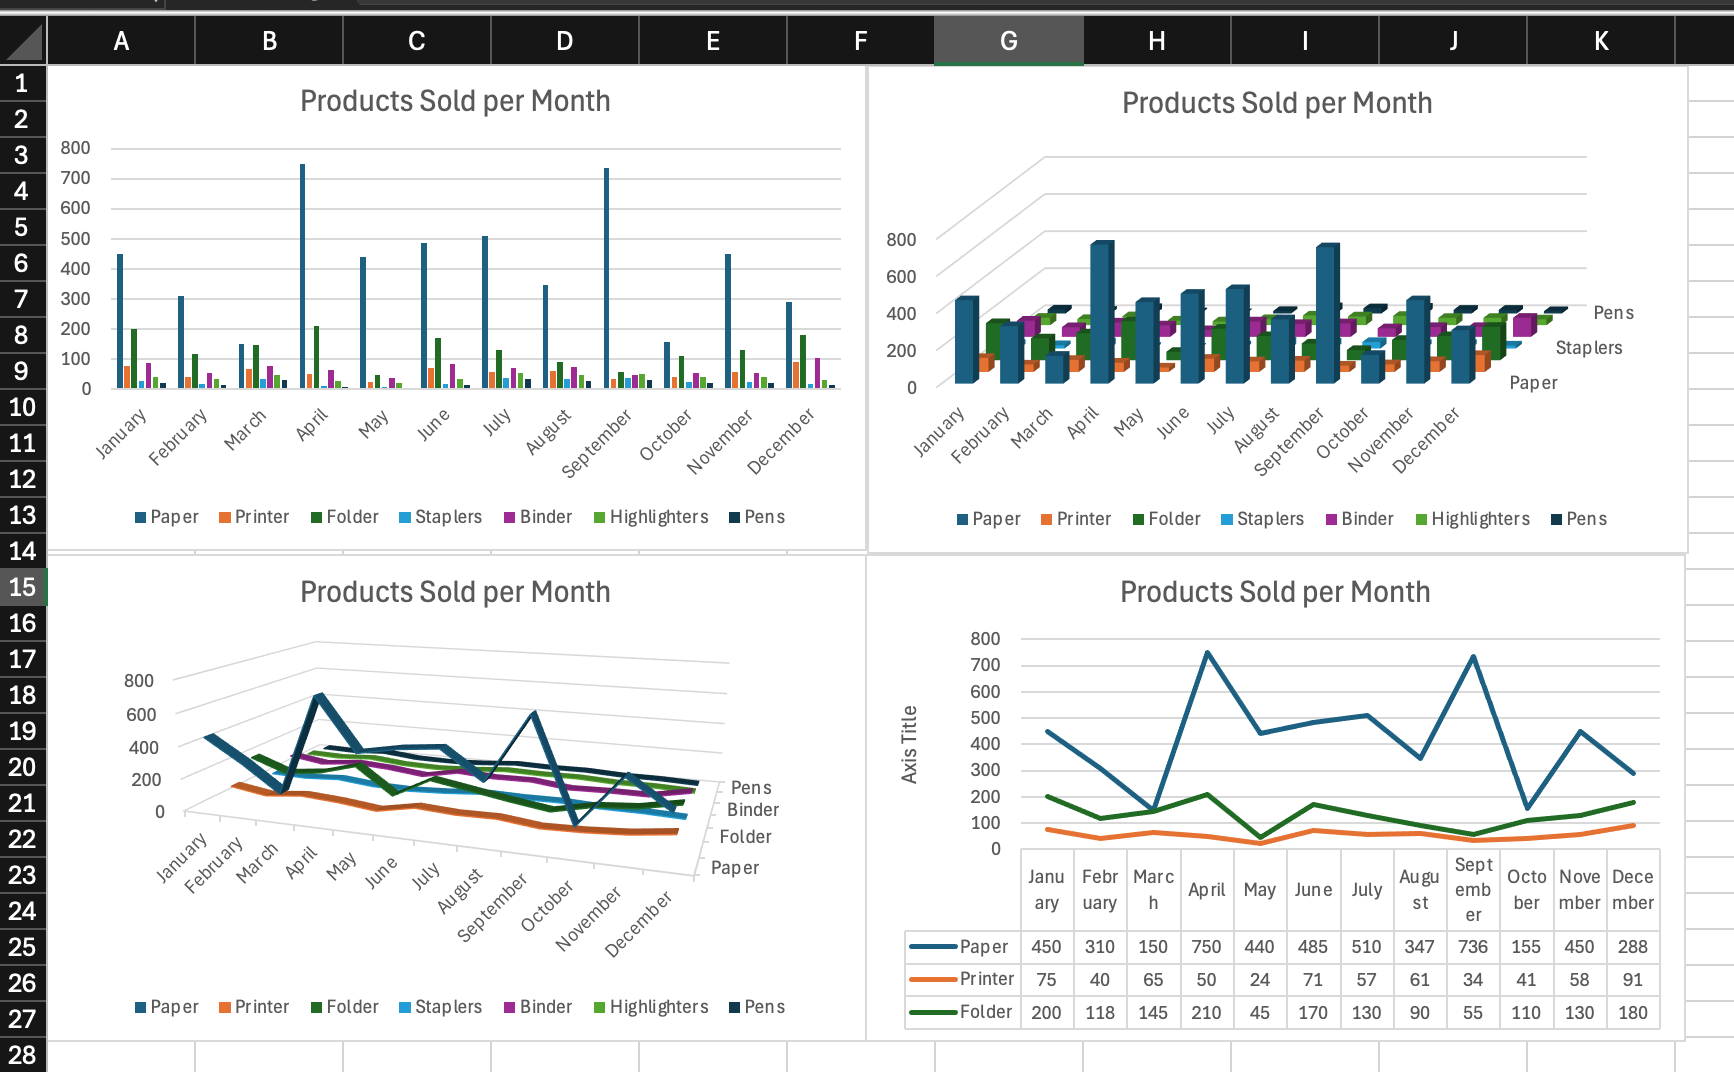 A B C D E F G H I J K
1
2
3
4
5
6
7
8
9
10
11
12
13
14
15
16
17
18
19
20
21
22
23
24
25
26
27
28
Products Sold per Month
800
700
600
500
400
300
200
100
0
January February March April May June July August September October November December
Paper Printer Folder Staplers Binder Highlighters Pens
Products Sold per Month
800
600
400
200
0
Pens
Staplers
Paper
January February March April May June July August September October November December
Paper Printer Folder Staplers Binder Highlighters Pens
Products Sold per Month
800
600
400
200
0
Pens
Binder
Folder
Paper
January February March April May June July August September October November December
Paper Printer Folder Staplers Binder Highlighters Pens
Products Sold per Month
Axis Title
800
700
600
500
400
300
200
100
0
January February March April May June July August September October November December
Paper 450 310 150 750 440 485 510 347 736 155 450 288
Printer 75 40 65 50 24 71 57 61 34 41 58 91
Folder 200 118 145 210 45 170 130 90 55 110 130 180